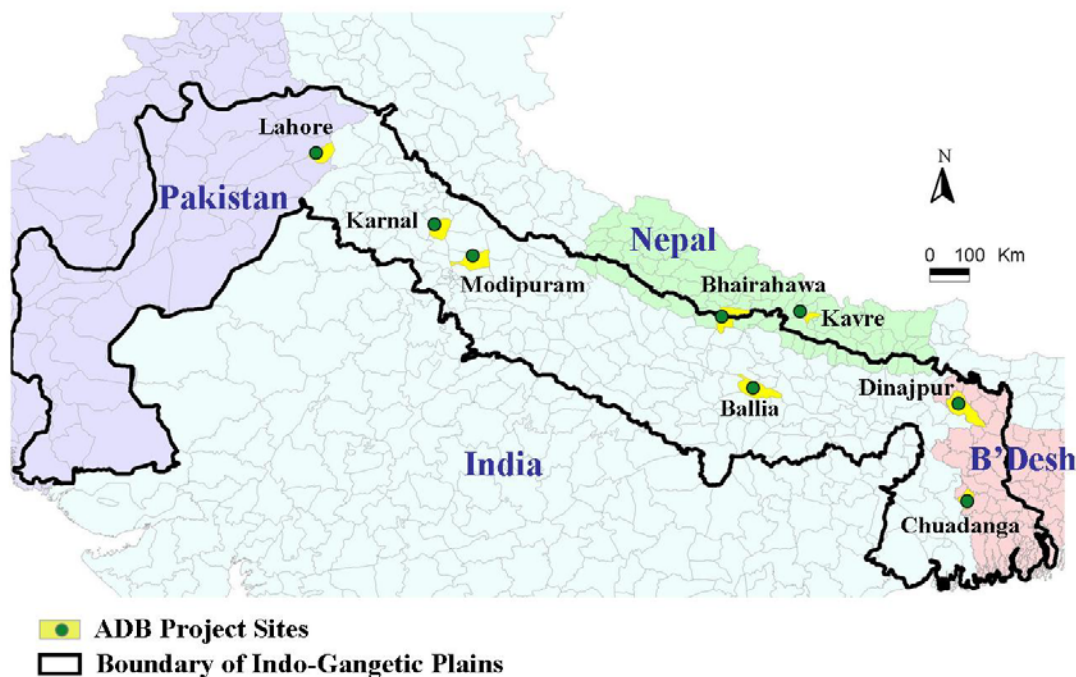 Lahore
N
Pakistan
Karnal
Nepal
0 100 Km
Modipuram
Bhairahawa
Kavre
Dinajpur
Ballia
India
B'Desh
Chuadanga
ADB Project Sites
Boundary of Indo-Gangetic Plains